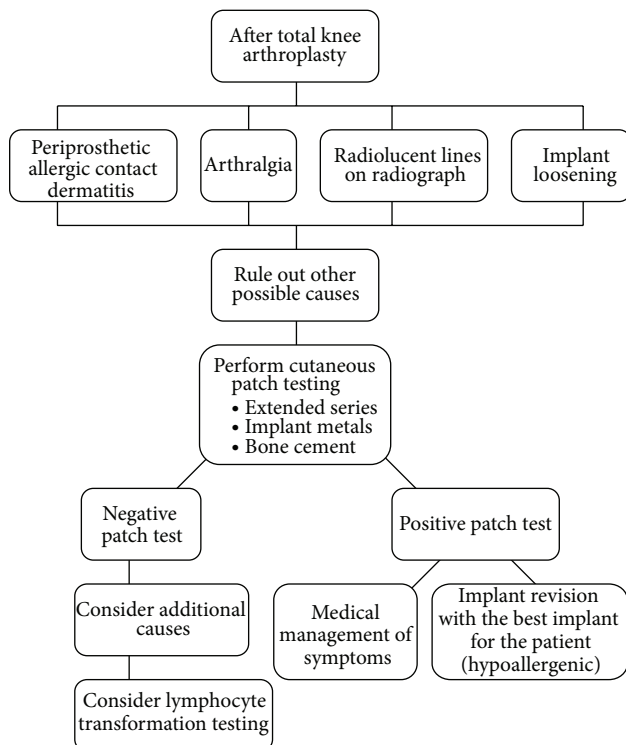 After total knee
arthroplasty
Periprosthetic
allergic contact
dermatitis
Arthralgia
Radiolucent lines
on radiograph
Implant
loosening
Rule out other
possible causes
Perform cutaneous
patch testing
• Extended series
• Implant metals
• Bone cement
Negative
patch test
Positive patch test
Consider additional
causes
Medical
management of
symptoms
Implant revision
with the best implant
for the patient
(hypoallergenic)
Consider lymphocyte
transformation testing